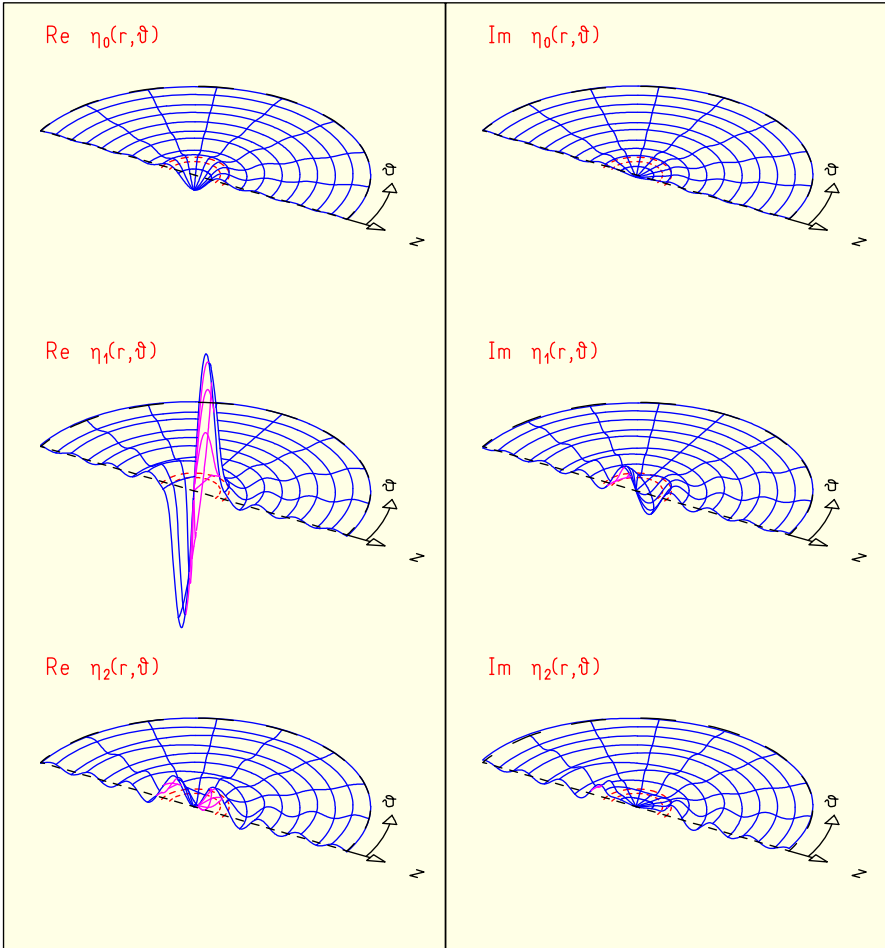 Re η₀(r,ϑ)
Im η₀(r,ϑ)
ϑ
z
ϑ
z
Re η₁(r,ϑ)
Im η₁(r,ϑ)
ϑ
z
ϑ
z
Re η₂(r,ϑ)
Im η₂(r,ϑ)
ϑ
z
ϑ
z